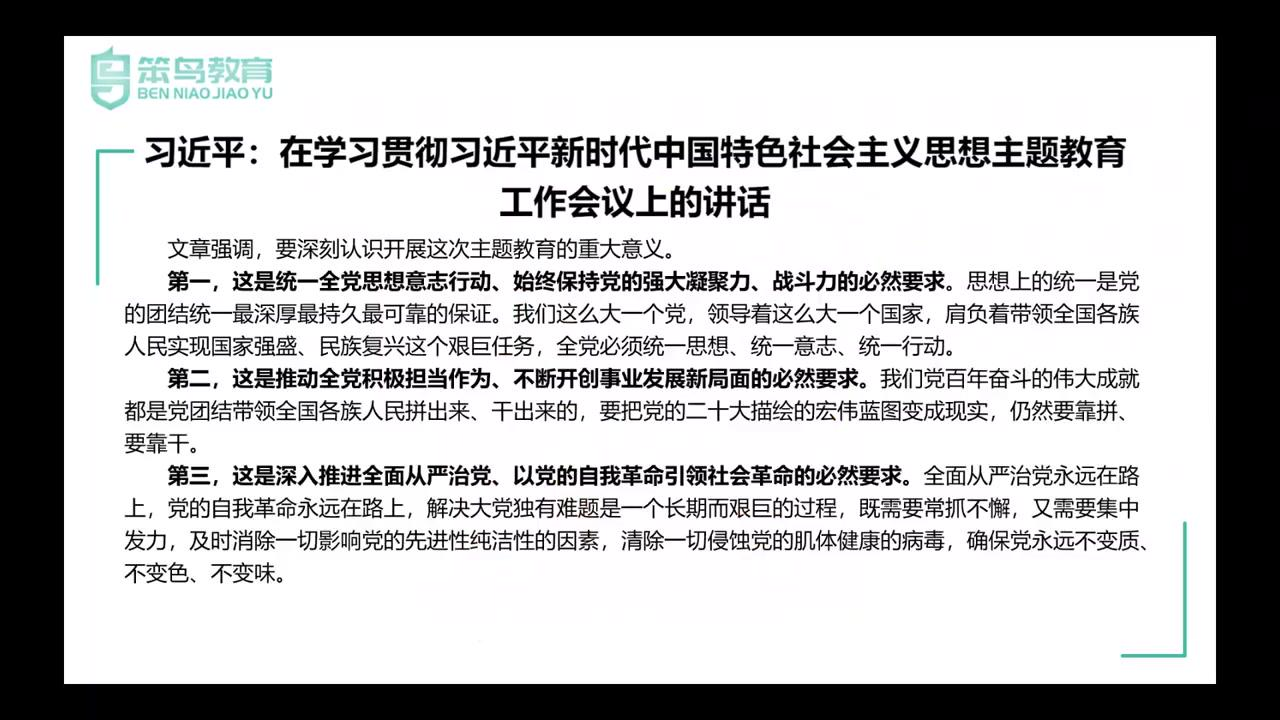 笨鸟教育
BEN NIAO JIAO YU
习近平：在学习贯彻习近平新时代中国特色社会主义思想主题教育
工作会议上的讲话
文章强调，要深刻认识开展这次主题教育的重大意义。
第一，这是统一全党思想意志行动、始终保持党的强大凝聚力、战斗力的必然要求。思想上的统一是党
的团结统一最深厚最持久最可靠的保证。我们这么大一个党，领导着这么大一个国家，肩负着带领全国各族
人民实现国家强盛、民族复兴这个艰巨任务，全党必须统一思想、统一意志、统一行动。
第二，这是推动全党积极担当作为、不断开创事业发展新局面的必然要求。我们党百年奋斗的伟大成就
都是党团结带领全国各族人民拼出来、干出来的，要把党的二十大描绘的宏伟蓝图变成现实，仍然要靠拼、
要靠干。
第三，这是深入推进全面从严治党、以党的自我革命引领社会革命的必然要求。全面从严治党永远在路
上，党的自我革命永远在路上，解决大党独有难题是一个长期而艰巨的过程，既需要常抓不懈，又需要集中
发力，及时消除一切影响党的先进性纯洁性的因素，清除一切侵蚀党的肌体健康的病毒，确保党永远不变质、
不变色、不变味。